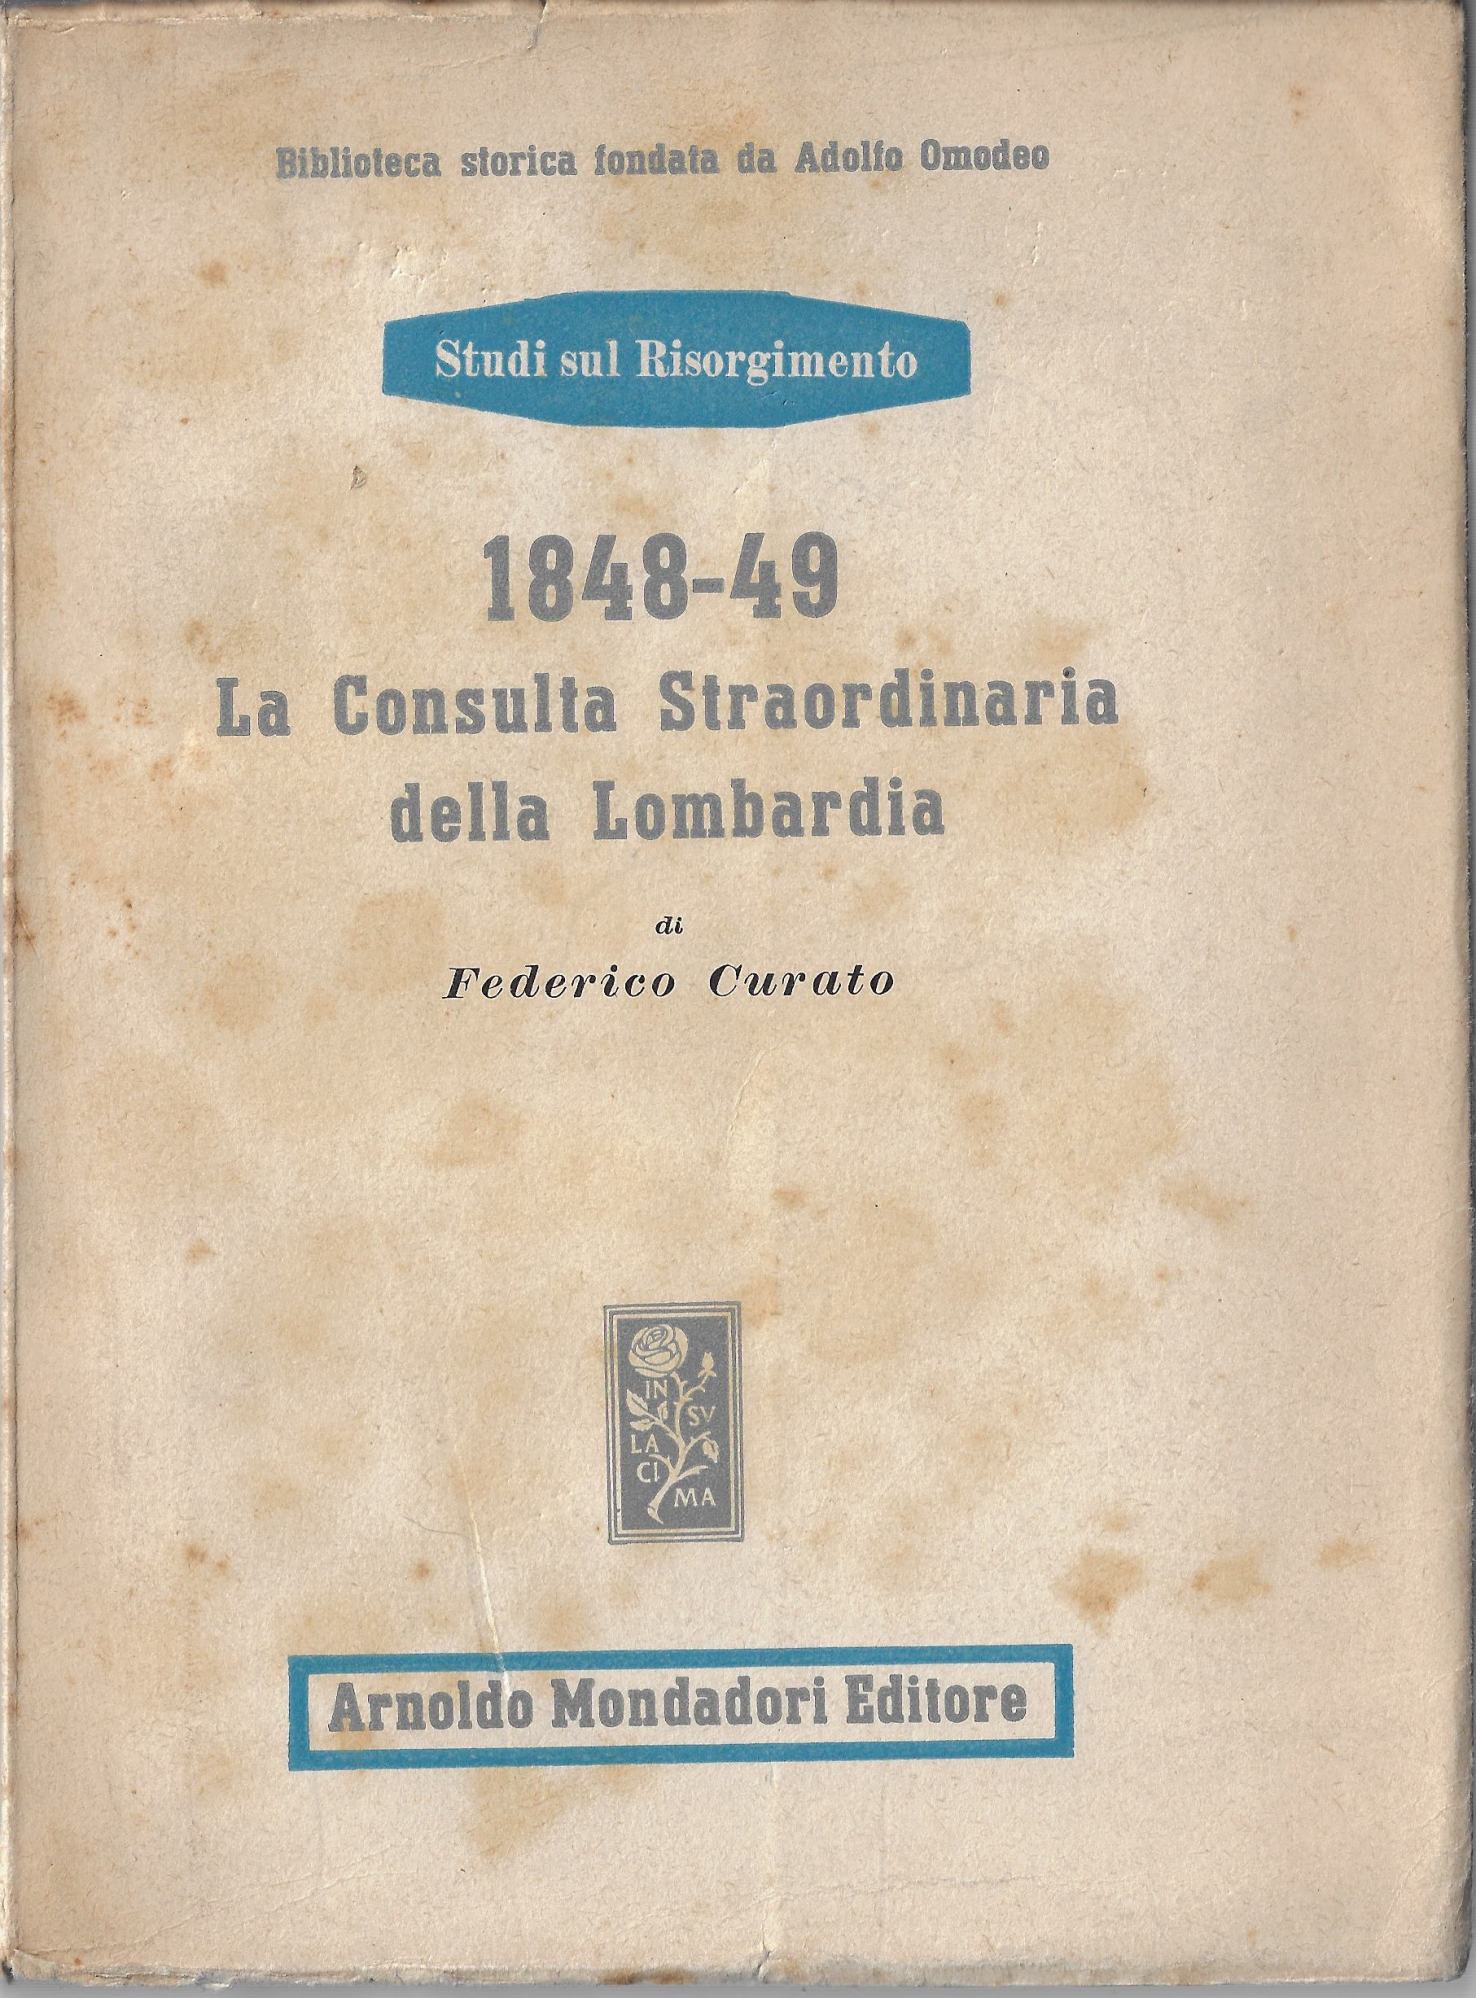 Biblioteca storica fondata da Adolfo Omodeo
Studi sul Risorgimento
1848-49
La Consulta Straordinaria
della Lombardia
di
Federico Curato
IN
SV
LA
CI
MA
Arnoldo Mondadori Editore